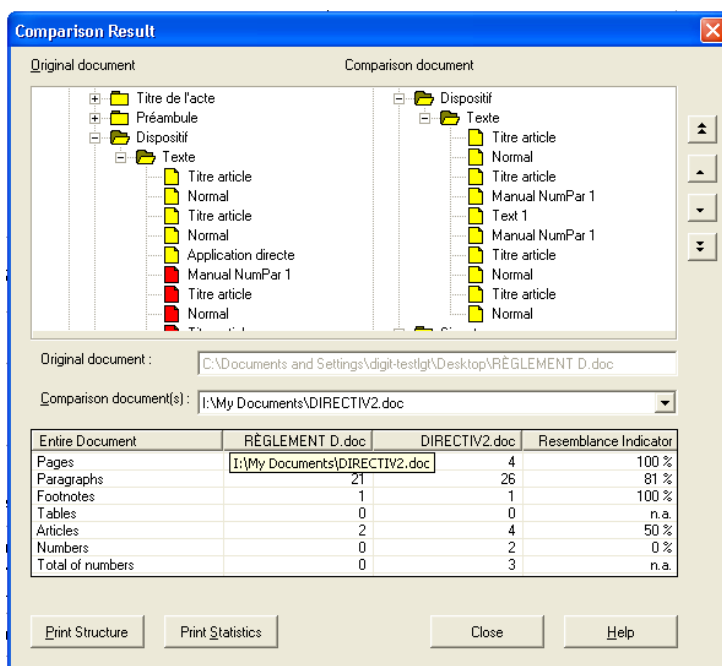 Comparison Result
Original document Comparison document
Titre de l'acte Dispositif
Préambule Texte
Dispositif Titre article
Texte Normal
Titre article Titre article
Normal Manual NumPar 1
Titre article Text 1
Normal Manual NumPar 1
Application directe Titre article
Manual NumPar 1 Normal
Titre article Titre article
Normal Normal
Original document : C:\Documents and Settings\digit-testlgt\Desktop\RÈGLEMENT D.doc
Comparison document(s) : I:\My Documents\DIRECTIV2.doc
Entire Document RÈGLEMENT D.doc DIRECTIV2.doc Resemblance Indicator
Pages I:\My Documents\DIRECTIV2.doc 4 100 %
Paragraphs 21 26 81 %
Footnotes 1 1 100 %
Tables 0 0 n.a.
Articles 2 4 50 %
Numbers 0 2 0 %
Total of numbers 0 3 n.a.
Print Structure Print Statistics Close Help